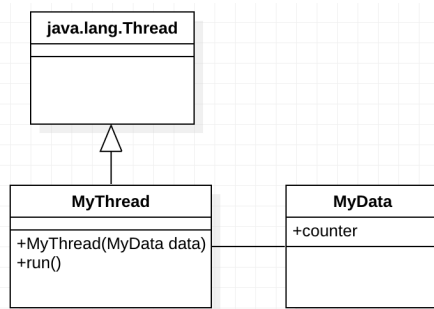 java.lang.Thread
MyThread
+MyThread(MyData data)
+run()
MyData
+counter